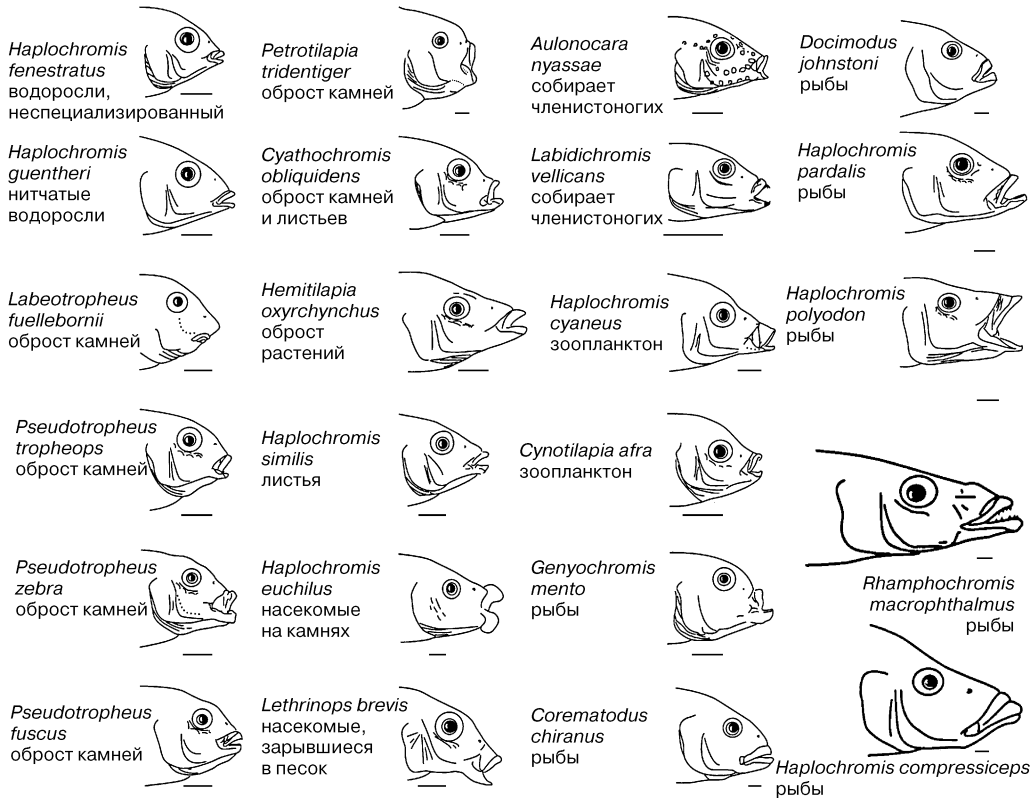 Haplochromis
fenestratus
водоросли,
неспециализированный
Haplochromis
guentheri
нитчатые
водоросли
Labeotropheus
fuellebornii
оброст камней
Pseudotropheus
tropheops
оброст камней
Pseudotropheus
zebra
оброст камней
Pseudotropheus
fuscus
оброст камней
Petrotilapia
tridentiger
оброст камней
Cyathochromis
obliquidens
оброст камней
и листьев
Hemitilapia
oxyrchynchus
оброст
растений
Haplochromis
similis
листья
Haplochromis
euchilus
насекомые
на камнях
Lethrinops brevis
насекомые,
зарывшиеся
в песок
Aulonocara
nyassae
собирает
членистоногих
Labidichromis
vellicans
собирает
членистоногих
Haplochromis
cyaneus
зоопланктон
Cynotilapia afra
зоопланктон
Genyochromis
mento
рыбы
Corematodus
chiranus
рыбы
Docimodus
johnstoni
рыбы
Haplochromis
pardalis
рыбы
Haplochromis
polyodon
рыбы
Rhamphochromis
macrophthalmus
рыбы
Haplochromis compressiceps
рыбы